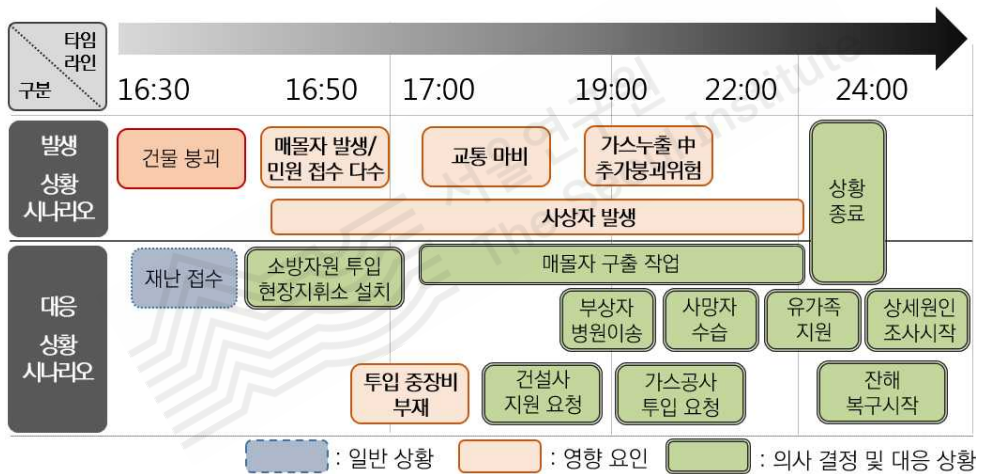 타임
라인
구분
16:30
16:50
17:00
19:00
22:00
24:00
발생
상황
시나리오
건물 붕괴
매몰자 발생/
민원 접수 다수
교통 마비
가스누출 中
추가붕괴위험
상황
종료
사상자 발생
대응
상황
시나리오
재난 접수
소방자원 투입
현장지휘소 설치
매몰자 구출 작업
부상자
병원이송
사망자
수습
유가족
지원
상세원인
조사시작
투입 중장비
부재
건설사
지원 요청
가스공사
투입 요청
잔해
복구시작
: 일반 상황
: 영향 요인
: 의사 결정 및 대응 상황
서울연구원
The Seoul Institute